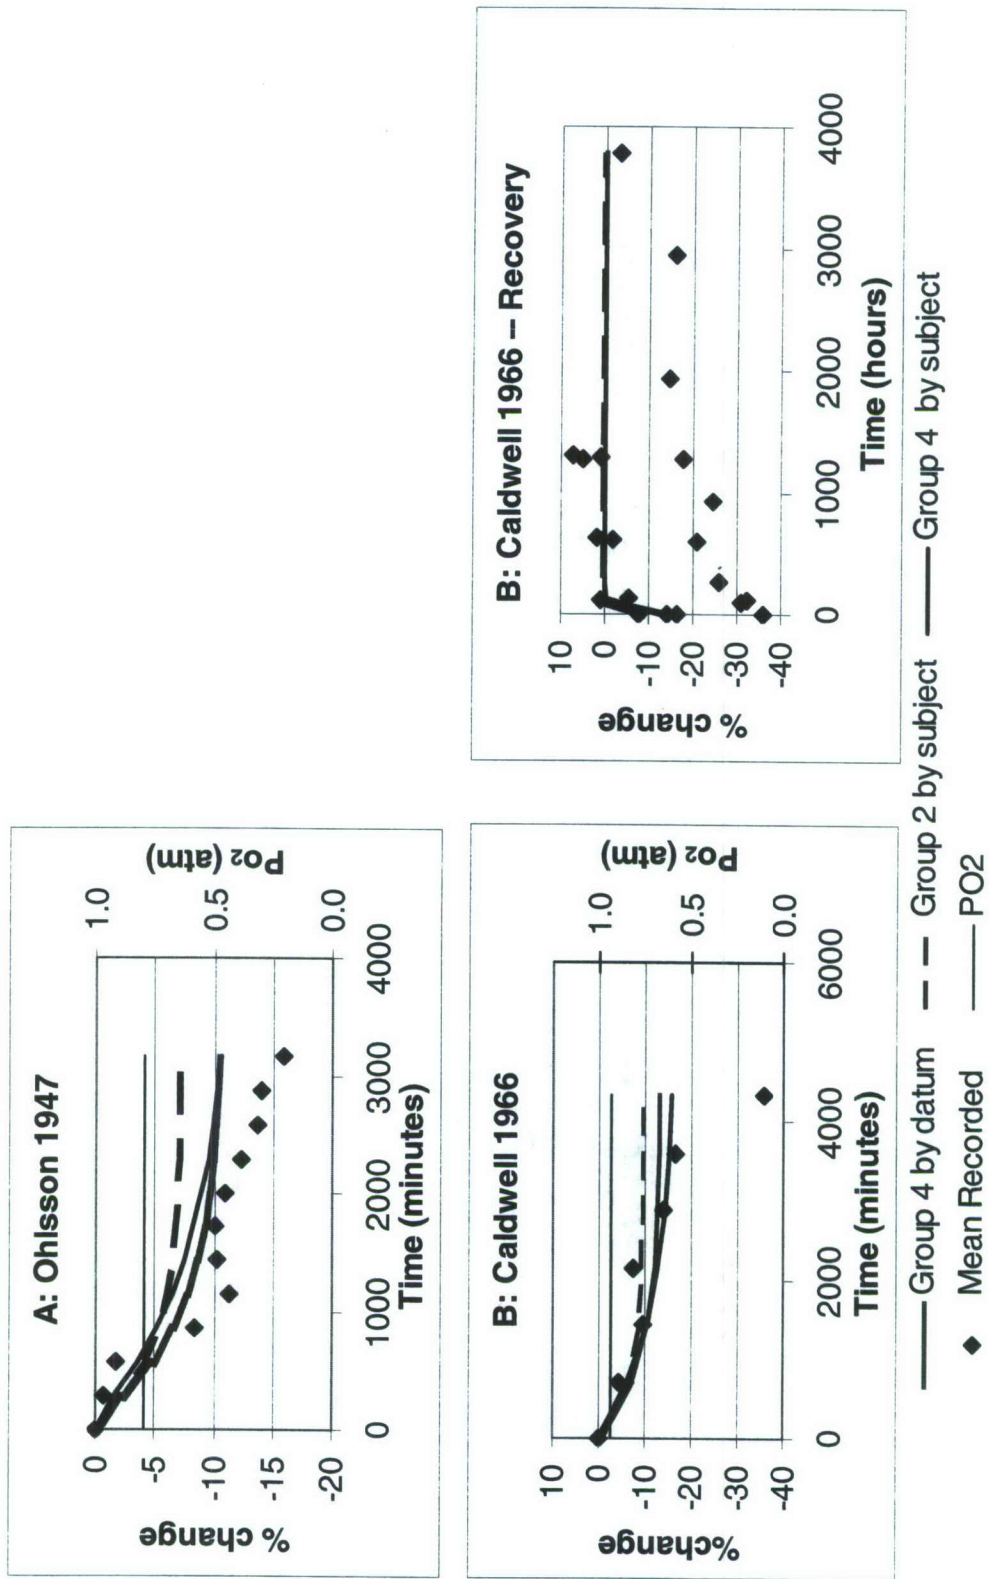 A: Ohlsson 1947
% change
0
-5
-10
-15
-20
1.0
0.5
0.0
Po2 (atm)
0 1000 2000 3000 4000
Time (minutes)
B: Caldwell 1966
%change
10
0
-10
-20
-30
-40
1.0
0.5
0.0
Po2 (atm)
0 2000 4000 6000
Time (minutes)
B: Caldwell 1966 – Recovery
% change
10
0
-10
-20
-30
-40
0 1000 2000 3000 4000
Time (hours)
Group 4 by datum Group 2 by subject Group 4 by subject
Mean Recorded PO2